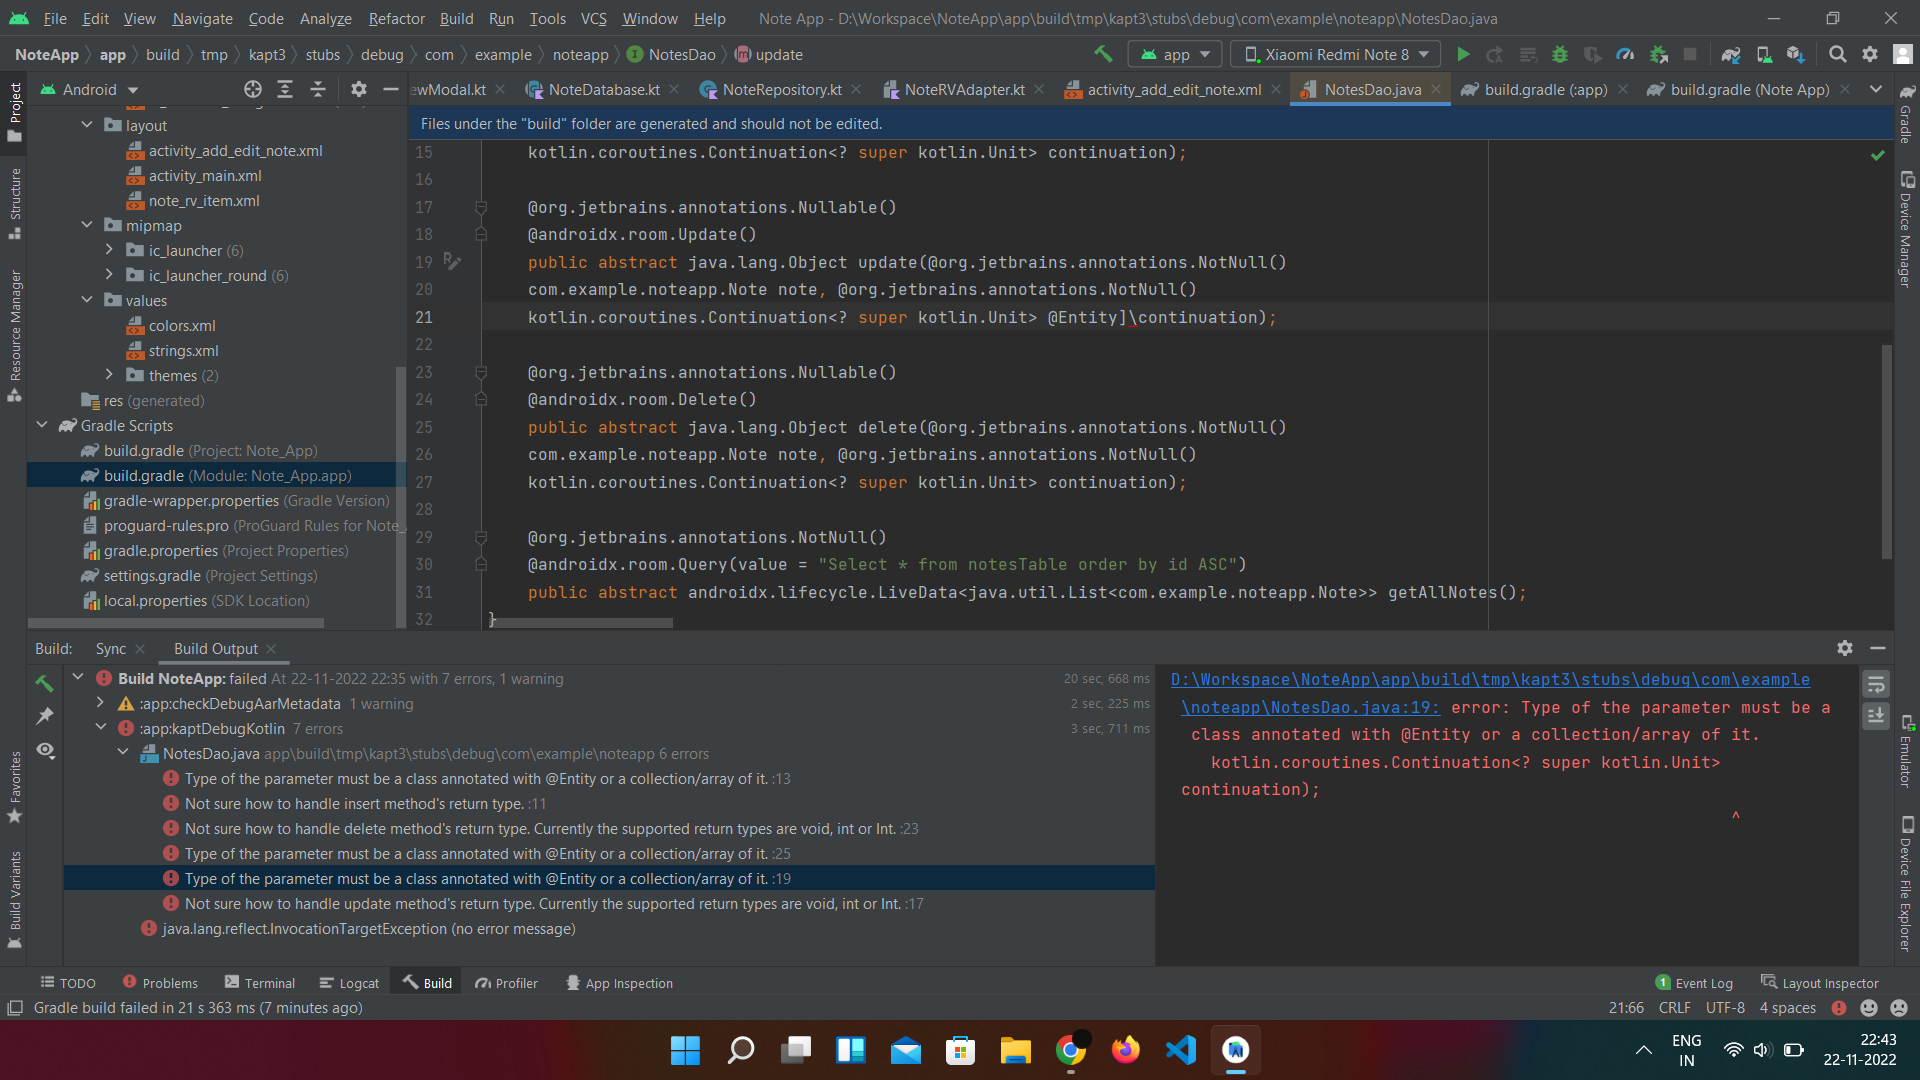 File Edit View Navigate Code Analyze Refactor Build Run Tools VCS Window Help Note App - D:\Workspace\NoteApp\app\build\tmp\kapt3\stubs\debug\com\example\noteapp\NotesDao.java
NoteApp app build tmp kapt3 stubs debug com example noteapp NotesDao update app Xiaomi Redmi Note 8
Android ewModal.kt NoteDatabase.kt NoteRepository.kt NoteRVAdapter.kt activity_add_edit_note.xml NotesDao.java build.gradle (:app) build.gradle (Note App)
Files under the "build" folder are generated and should not be edited.
Project
Structure
Resource Manager
Favorites
Build Variants
layout
activity_add_edit_note.xml
activity_main.xml
note_rv_item.xml
mipmap
ic_launcher (6)
ic_launcher_round (6)
values
colors.xml
strings.xml
themes (2)
res (generated)
Gradle Scripts
build.gradle (Project: Note_App)
build.gradle (Module: Note_App.app)
gradle-wrapper.properties (Gradle Version)
proguard-rules.pro (ProGuard Rules for Note_
gradle.properties (Project Properties)
settings.gradle (Project Settings)
local.properties (SDK Location)
15 kotlin.coroutines.Continuation<? super kotlin.Unit> continuation);
16
17 @org.jetbrains.annotations.Nullable()
18 @androidx.room.Update()
19 public abstract java.lang.Object update(@org.jetbrains.annotations.NotNull()
20 com.example.noteapp.Note note, @org.jetbrains.annotations.NotNull()
21 kotlin.coroutines.Continuation<? super kotlin.Unit> @Entity]\continuation);
22
23 @org.jetbrains.annotations.Nullable()
24 @androidx.room.Delete()
25 public abstract java.lang.Object delete(@org.jetbrains.annotations.NotNull()
26 com.example.noteapp.Note note, @org.jetbrains.annotations.NotNull()
27 kotlin.coroutines.Continuation<? super kotlin.Unit> continuation);
28
29 @org.jetbrains.annotations.NotNull()
30 @androidx.room.Query(value = "Select * from notesTable order by id ASC")
31 public abstract androidx.lifecycle.LiveData<java.util.List<com.example.noteapp.Note>> getAllNotes();
32 }
Gradle
Device Manager
Emulator
Device File Explorer
Build: Sync Build Output
Build NoteApp: failed At 22-11-2022 22:35 with 7 errors, 1 warning 20 sec, 668 ms
:app:checkDebugAarMetadata 1 warning 2 sec, 225 ms
:app:kaptDebugKotlin 7 errors 3 sec, 711 ms
NotesDao.java app\build\tmp\kapt3\stubs\debug\com\example\noteapp 6 errors
Type of the parameter must be a class annotated with @Entity or a collection/array of it. :13
Not sure how to handle insert method's return type. :11
Not sure how to handle delete method's return type. Currently the supported return types are void, int or Int. :23
Type of the parameter must be a class annotated with @Entity or a collection/array of it. :25
Type of the parameter must be a class annotated with @Entity or a collection/array of it. :19
Not sure how to handle update method's return type. Currently the supported return types are void, int or Int. :17
java.lang.reflect.InvocationTargetException (no error message)
D:\Workspace\NoteApp\app\build\tmp\kapt3\stubs\debug\com\example
\noteapp\NotesDao.java:19: error: Type of the parameter must be a
class annotated with @Entity or a collection/array of it.
kotlin.coroutines.Continuation<? super kotlin.Unit>
continuation);
^
TODO Problems Terminal Logcat Build Profiler App Inspection 1 Event Log Layout Inspector
Gradle build failed in 21 s 363 ms (7 minutes ago) 21:66 CRLF UTF-8 4 spaces
ENG
IN
22:43
22-11-2022